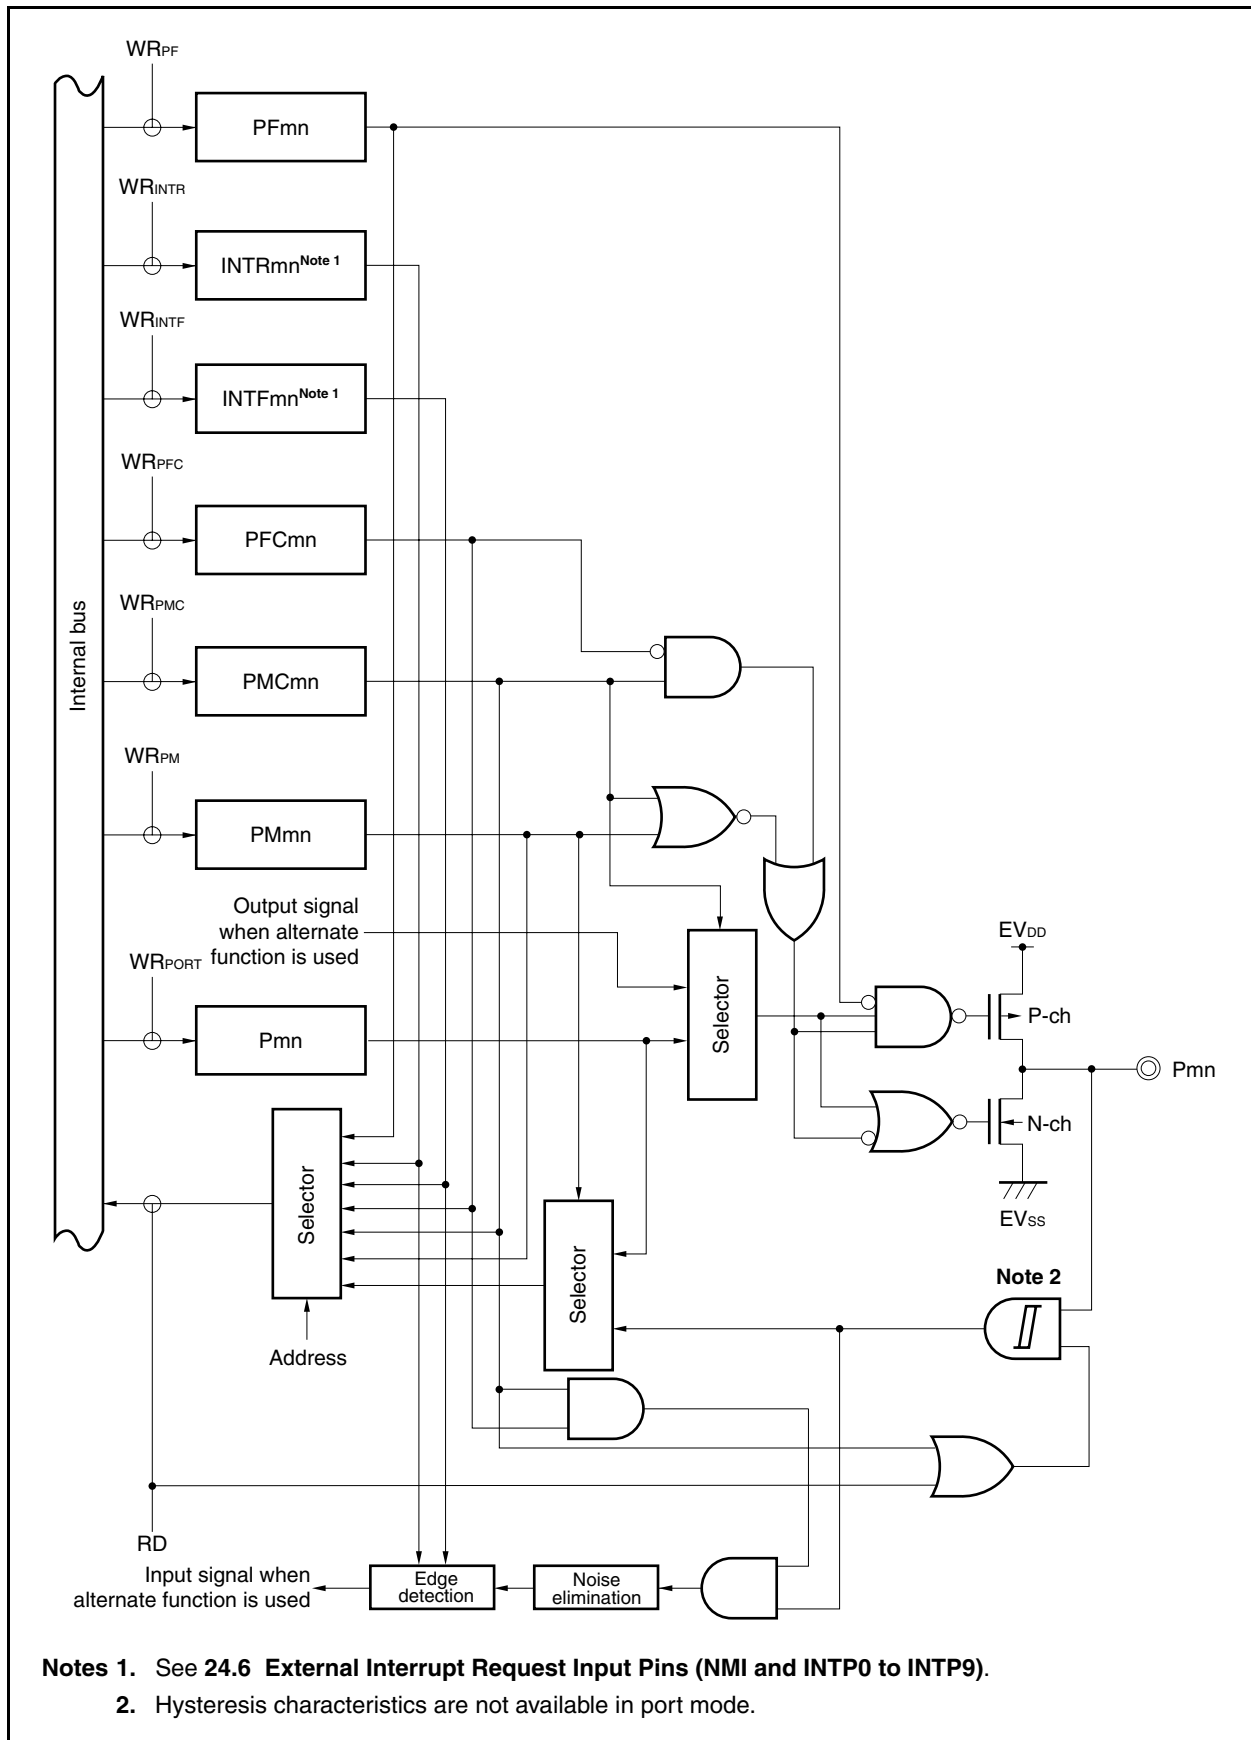 WRPF
PFmn
WRINTR
INTRmnNote 1
WRINTF
INTFmnNote 1
WRPFC
PFCmn
Internal bus
WRPMC
PMCmn
WRPM
PMmn
Output signal
when alternate
function is used
WRPORT
Pmn
Selector
EVDD
P-ch
Pmn
N-ch
EVSS
Selector
Selector
Note 2
Address
RD
Input signal when
alternate function is used
Edge
detection
Noise
elimination
Notes 1. See 24.6 External Interrupt Request Input Pins (NMI and INTP0 to INTP9).
2. Hysteresis characteristics are not available in port mode.